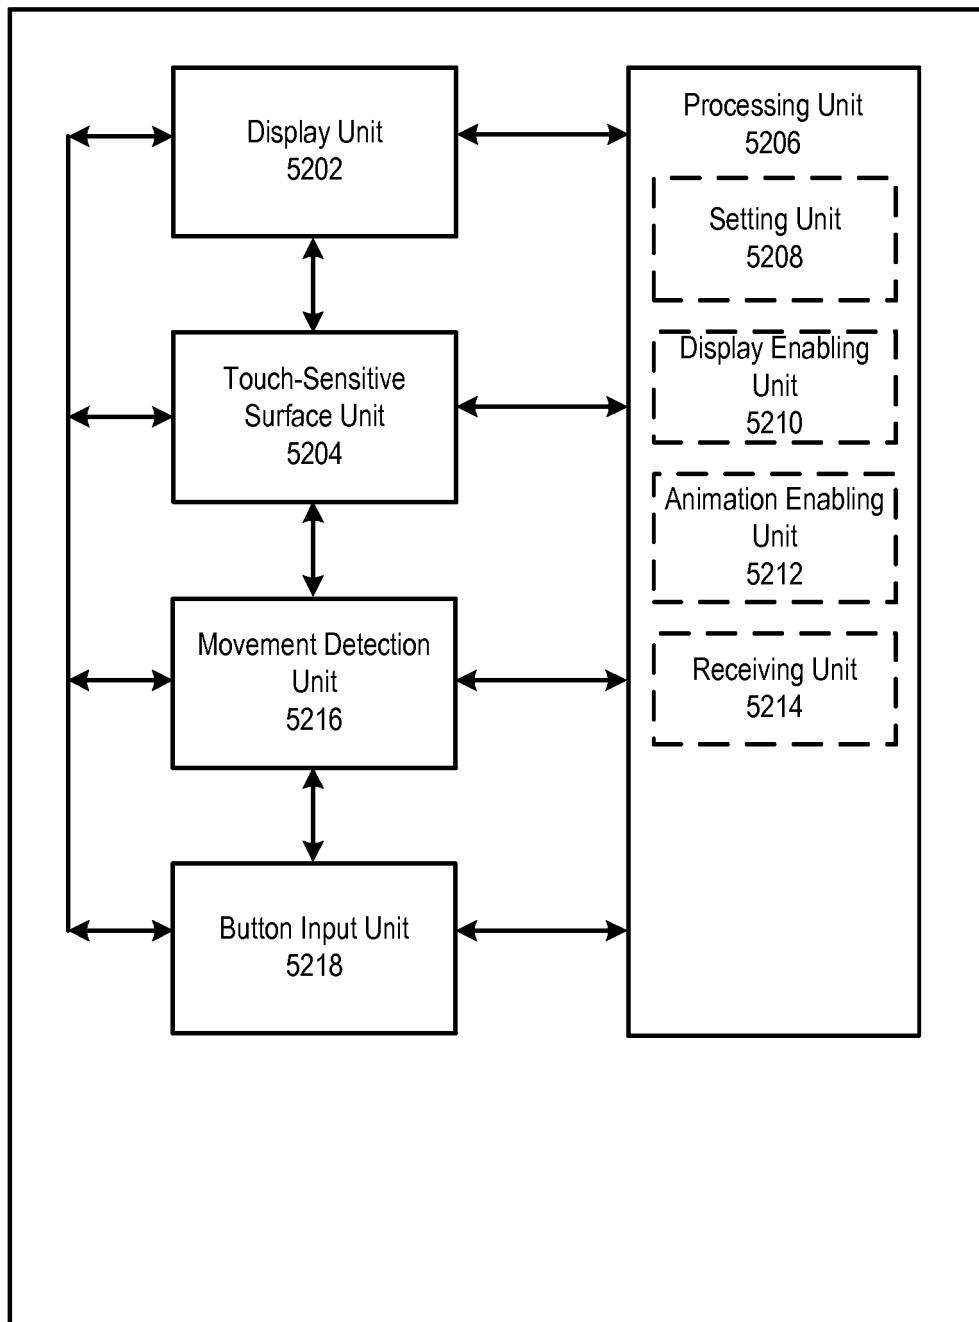 Display Unit
5202
Touch-Sensitive
Surface Unit
5204
Movement Detection
Unit
5216
Button Input Unit
5218
Processing Unit
5206
Setting Unit
5208
Display Enabling
Unit
5210
Animation Enabling
Unit
5212
Receiving Unit
5214